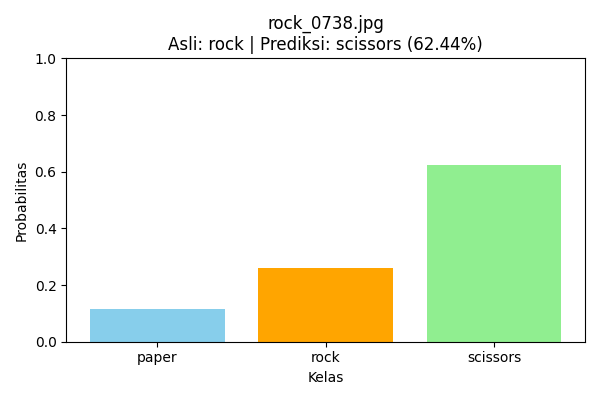 rock_0738.jpg
Asli: rock | Prediksi: scissors (62.44%)
1.0
0.8
0.6
0.4
0.2
0.0
Probabilitas
paper rock scissors
Kelas